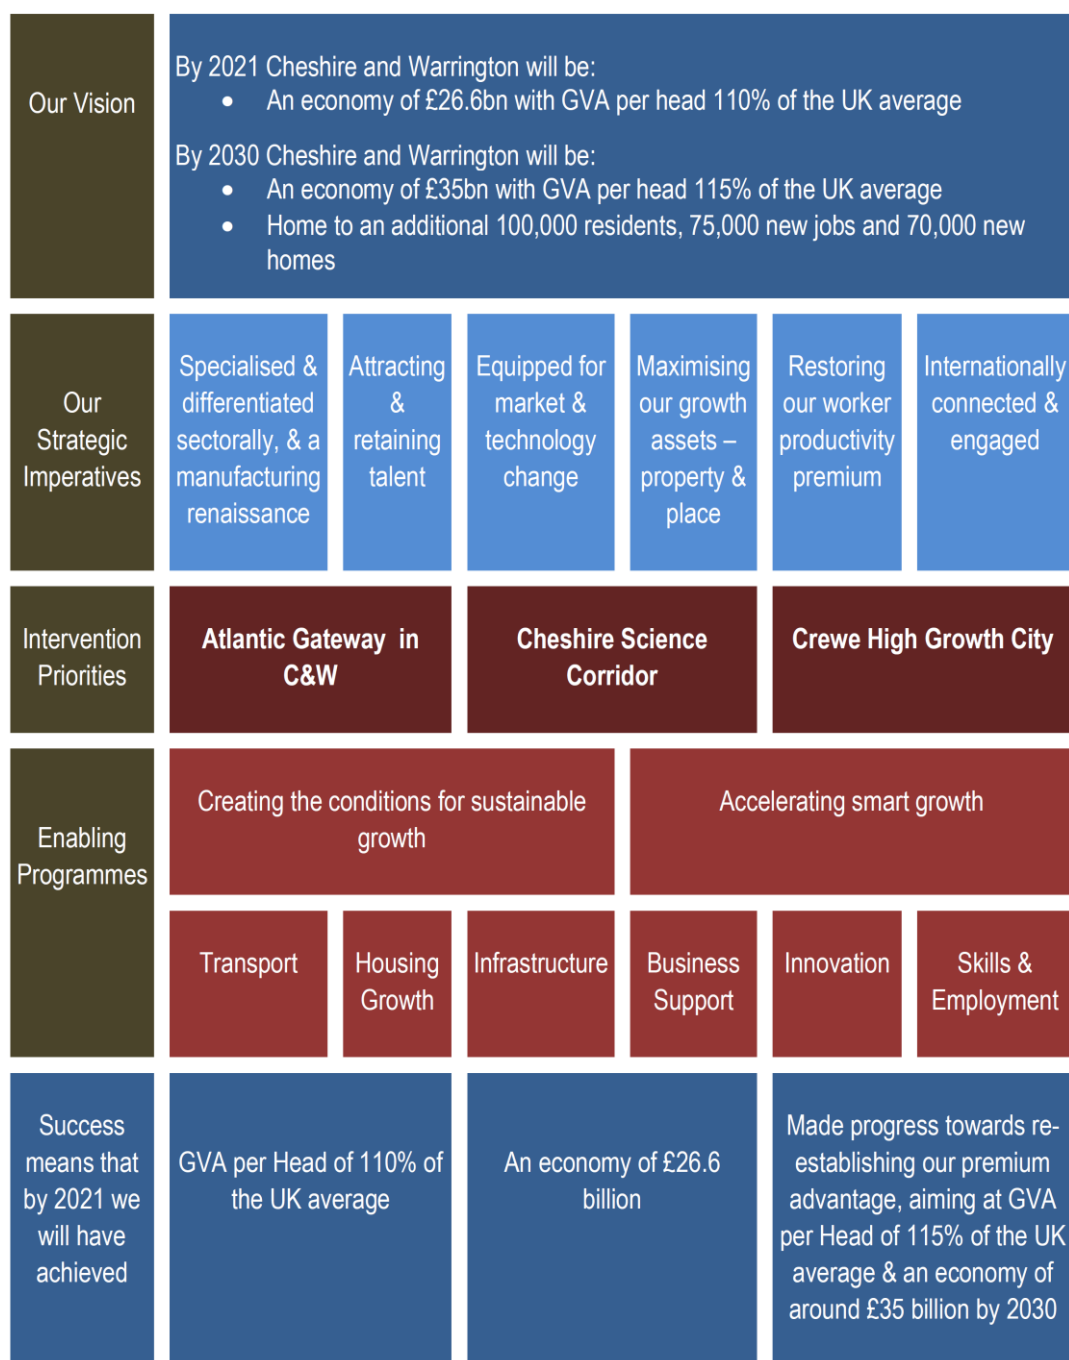 Our Vision
By 2021 Cheshire and Warrington will be:
• An economy of £26.6bn with GVA per head 110% of the UK average
By 2030 Cheshire and Warrington will be:
• An economy of £35bn with GVA per head 115% of the UK average
• Home to an additional 100,000 residents, 75,000 new jobs and 70,000 new
homes
Our
Strategic
Imperatives
Specialised &
differentiated
sectorally, & a
manufacturing
renaissance
Attracting
&
retaining
talent
Equipped for
market &
technology
change
Maximising
our growth
assets –
property &
place
Restoring
our worker
productivity
premium
Internationally
connected &
engaged
Intervention
Priorities
Atlantic Gateway in
C&W
Cheshire Science
Corridor
Crewe High Growth City
Enabling
Programmes
Creating the conditions for sustainable
growth
Accelerating smart growth
Transport
Housing
Growth
Infrastructure
Business
Support
Innovation
Skills &
Employment
Success
means that
by 2021 we
will have
achieved
GVA per Head of 110% of
the UK average
An economy of £26.6
billion
Made progress towards re-
establishing our premium
advantage, aiming at GVA
per Head of 115% of the UK
average & an economy of
around £35 billion by 2030